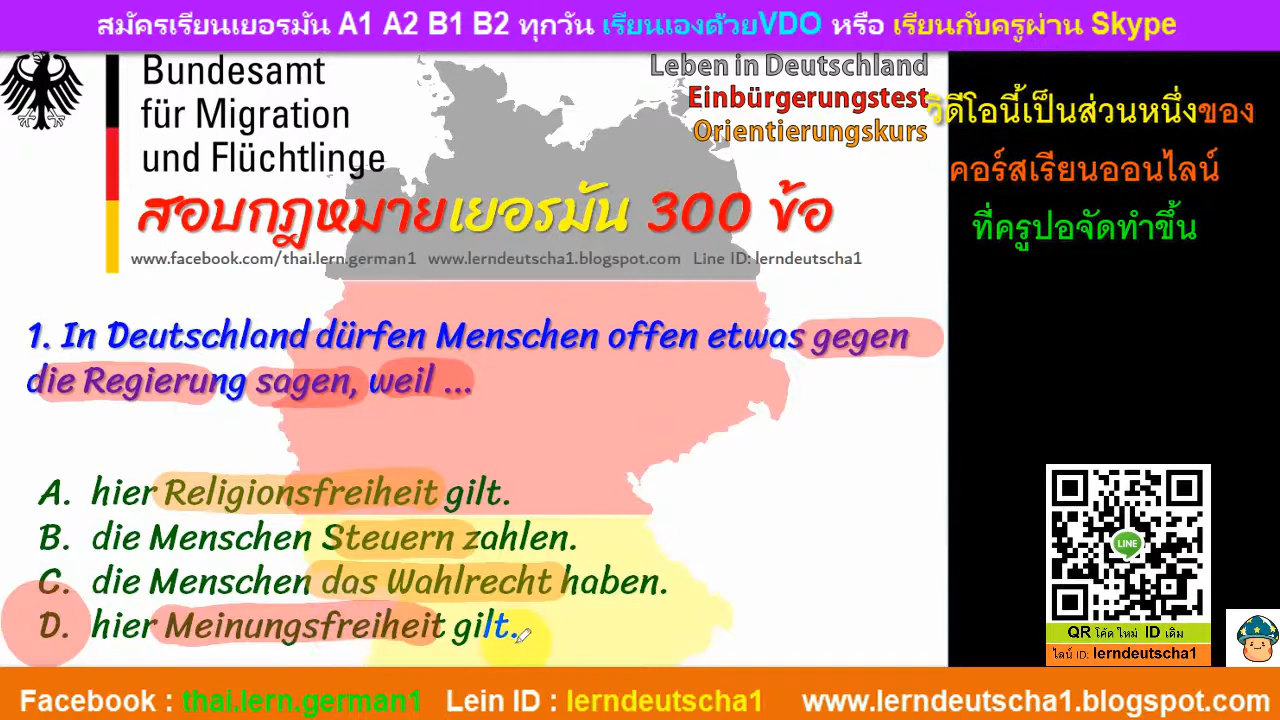 สมัครเรียนเยอรมัน A1 A2 B1 B2 ทุกวัน เรียนเองด้วยVDO หรือ เรียนกับครูผ่าน Skype
Bundesamt
für Migration
und Flüchtlinge
Leben in Deutschland
Einbürgerungstest
Orientierungskurs
สอบกฎหมายเยอรมัน 300 ข้อ
www.facebook.com/thai.lern.german1 www.lerndeutscha1.blogspot.com Line ID: lerndeutscha1
วิดีโอนี้เป็นส่วนหนึ่งของ
คอร์สเรียนออนไลน์
ที่ครูปอจัดทำขึ้น
1. In Deutschland dürfen Menschen offen etwas gegen
die Regierung sagen, weil ...
A. hier Religionsfreiheit gilt.
B. die Menschen Steuern zahlen.
C. die Menschen das Wahlrecht haben.
D. hier Meinungsfreiheit gilt.
LINE
QR โค้ด ใหม่ ID เดิม
ไลน์ ID: lerndeutscha1
Facebook : thai.lern.german1 Lein ID : lerndeutscha1 www.lerndeutscha1.blogspot.com